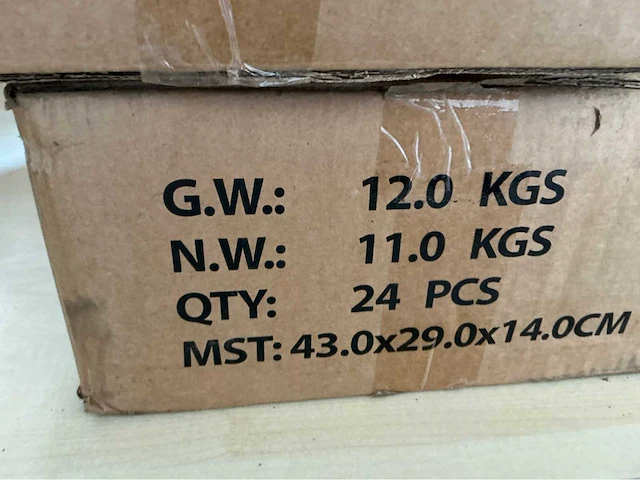 G.W.: 12.0 KGS
N.W.: 11.0 KGS
QTY: 24 PCS
MST: 43.0x29.0x14.0CM